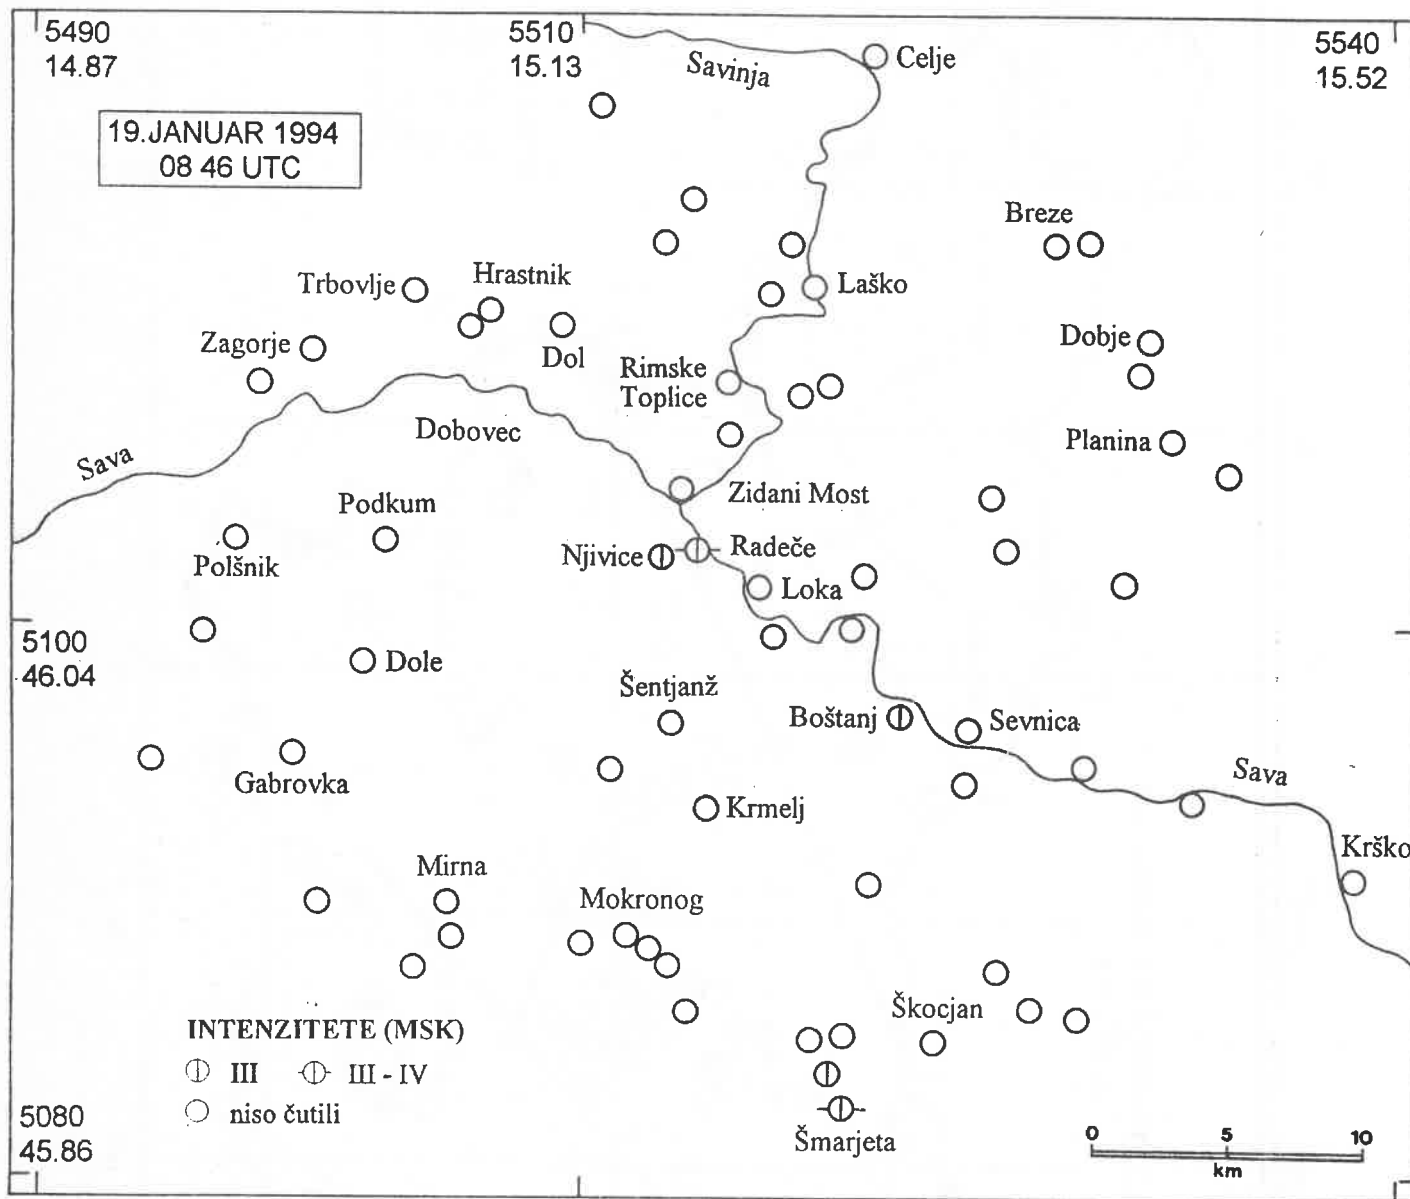 5490
14.87
5510
15.13
5540
15.52
Celje
Savinja
19.JANUAR 1994
08 46 UTC
Breze
Trbovlje
Hrastnik
Laško
Zagorje
Dol
Dobje
Rimske
Toplice
Dobovec
Planina
Sava
Zidani Most
Podkum
Polšnik
Njivice
Radeče
Loka
5100
46.04
Dole
Šentjanž
Boštanj
Sevnica
Gabrovka
Sava
Krmelj
Krško
Mirna
Mokronog
Škocjan
INTENZITETE (MSK)
III
III - IV
niso čutili
5080
45.86
Šmarjeta
0 5 10
km